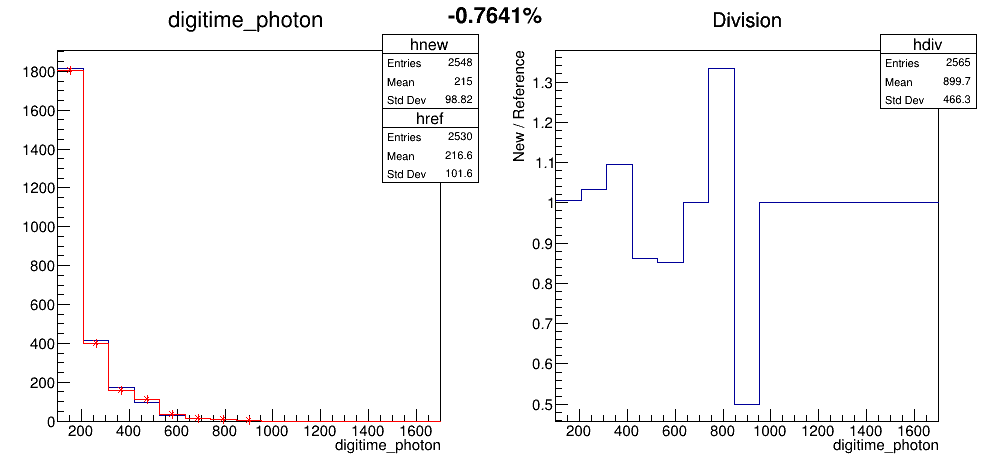 -0.7641%
digitime_photon
hnew
Entries 2548
Mean 215
Std Dev 98.82
href
Entries 2530
Mean 216.6
Std Dev 101.6
1800
1600
1400
1200
1000
800
600
400
200
0
200 400 600 800 1000 1200 1400 1600
digitime_photon
Division
hdiv
Entries 2565
Mean 899.7
Std Dev 466.3
New / Reference
1.3
1.2
1.1
1
0.9
0.8
0.7
0.6
0.5
200 400 600 800 1000 1200 1400 1600
digitime_photon